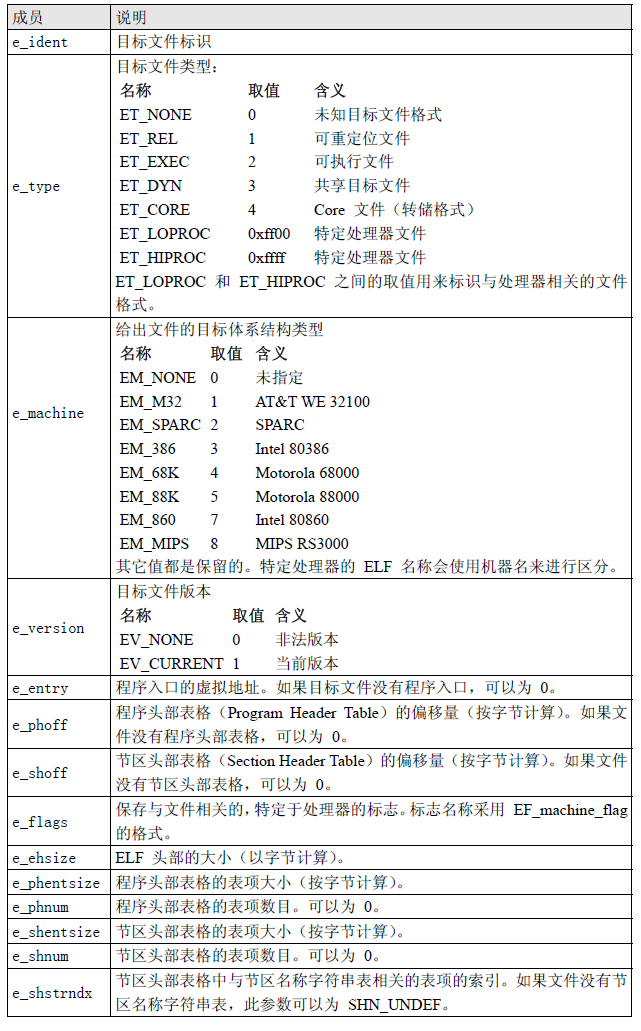 成员 说明
e_ident 目标文件标识
目标文件类型：
名称 取值 含义
ET_NONE 0 未知目标文件格式
ET_REL 1 可重定位文件
ET_EXEC 2 可执行文件
e_type ET_DYN 3 共享目标文件
ET_CORE 4 Core 文件（转储格式）
ET_LOPROC 0xff00 特定处理器文件
ET_HIPROC 0xffff 特定处理器文件
ET_LOPROC 和 ET_HIPROC 之间的取值用来标识与处理器相关的文件
格式。
给出文件的目标体系结构类型
名称 取值 含义
EM_NONE 0 未指定
EM_M32 1 AT&T WE 32100
e_machine EM_SPARC 2 SPARC
EM_386 3 Intel 80386
EM_68K 4 Motorola 68000
EM_88K 5 Motorola 88000
EM_860 7 Intel 80860
EM_MIPS 8 MIPS RS3000
其它值都是保留的。特定处理器的 ELF 名称会使用机器名来进行区分。
目标文件版本
名称 取值 含义
e_version EV_NONE 0 非法版本
EV_CURRENT 1 当前版本
e_entry 程序入口的虚拟地址。如果目标文件没有程序入口，可以为 0。
e_phoff 程序头部表格（Program Header Table）的偏移量（按字节计算）。如果文
件没有程序头部表格，可以为 0。
e_shoff 节区头部表格（Section Header Table）的偏移量（按字节计算）。如果文件
没有节区头部表格，可以为 0。
e_flags 保存与文件相关的，特定于处理器的标志。标志名称采用 EF_machine_flag
的格式。
e_ehsize ELF 头部的大小（以字节计算）。
e_phentsize 程序头部表格的表项大小（按字节计算）。
e_phnum 程序头部表格的表项数目。可以为 0。
e_shentsize 节区头部表格的表项大小（按字节计算）。
e_shnum 节区头部表格的表项数目。可以为 0。
e_shstrndx 节区头部表格中与节区名称字符串表相关的表项的索引。如果文件没有节
区名称字符串表，此参数可以为 SHN_UNDEF。